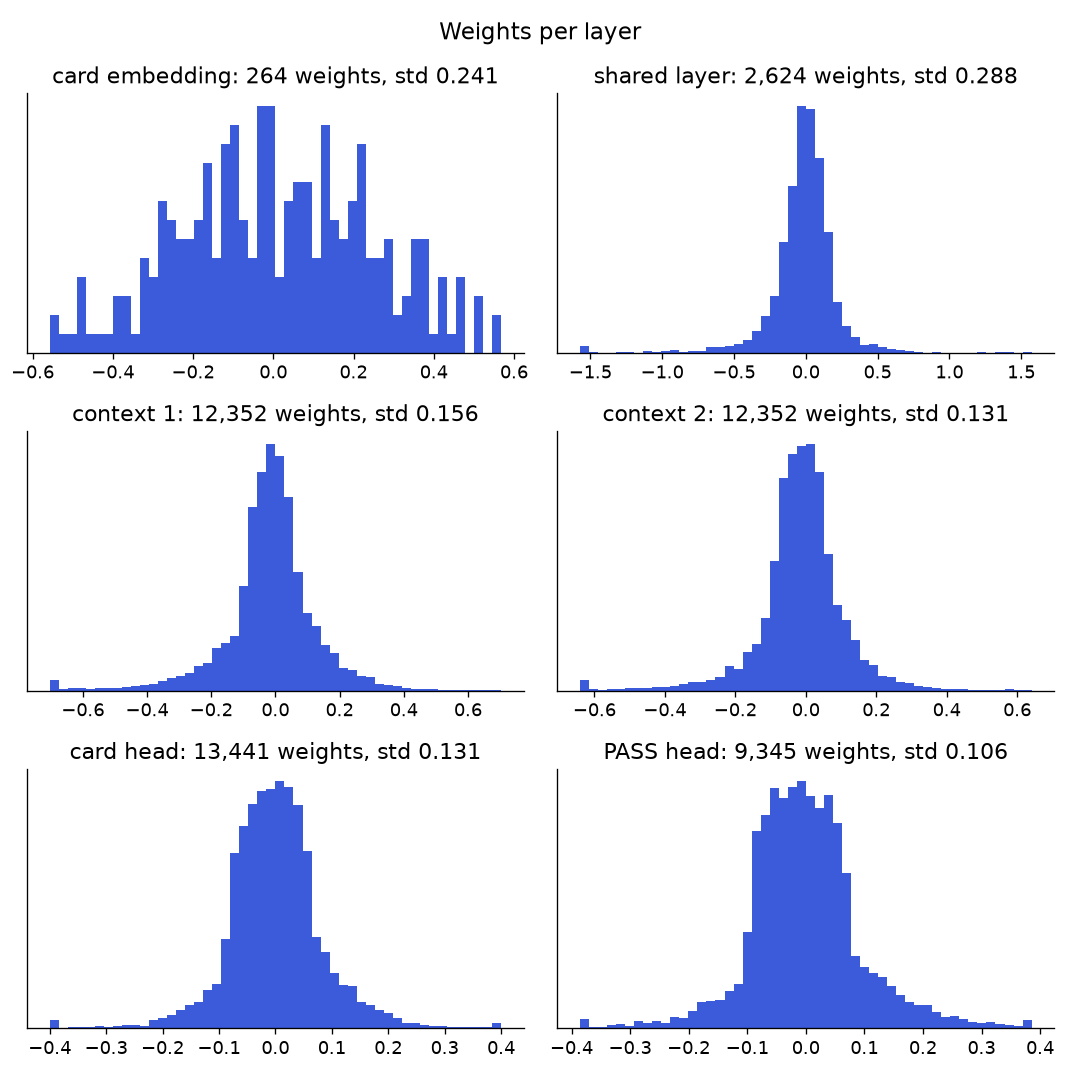 Weights per layer
card embedding: 264 weights, std 0.241
shared layer: 2,624 weights, std 0.288
−0.6 −0.4 −0.2 0.0 0.2 0.4 0.6
−1.5 −1.0 −0.5 0.0 0.5 1.0 1.5
context 1: 12,352 weights, std 0.156
context 2: 12,352 weights, std 0.131
−0.6 −0.4 −0.2 0.0 0.2 0.4 0.6
−0.6 −0.4 −0.2 0.0 0.2 0.4 0.6
card head: 13,441 weights, std 0.131
PASS head: 9,345 weights, std 0.106
−0.4 −0.3 −0.2 −0.1 0.0 0.1 0.2 0.3 0.4
−0.4 −0.3 −0.2 −0.1 0.0 0.1 0.2 0.3 0.4